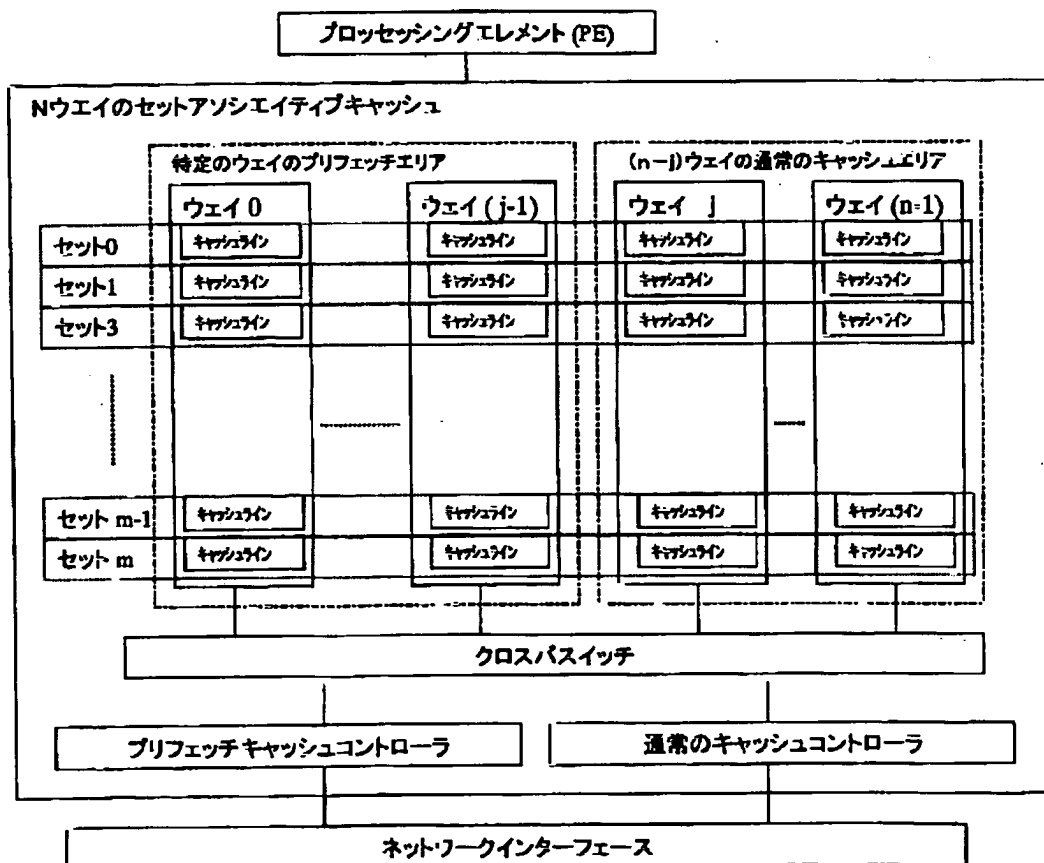 プロッセッシングエレメント(PE)
Nウエイのセットアソシエイティブキャッシュ
特定のウェイのプリフェッチエリア
(n-j)ウェイの通常のキャッシュエリア
ウェイ 0
ウェイ (j-1)
ウェイ j
ウェイ (n-1)
セット0
キャッシュライン
キャッシュライン
キャッシュライン
キャッシュライン
セット1
キャッシュライン
キャッシュライン
キャッシュライン
キャッシュライン
セット3
キャッシュライン
キャッシュライン
キャッシュライン
キャッシュライン
セット m-1
キャッシュライン
キャッシュライン
キャッシュライン
キャッシュライン
セット m
キャッシュライン
キャッシュライン
キャッシュライン
キャッシュライン
クロスパスイッチ
プリフェッチキャッシュコントローラ
通常のキャッシュコントローラ
ネットワークインターフェース